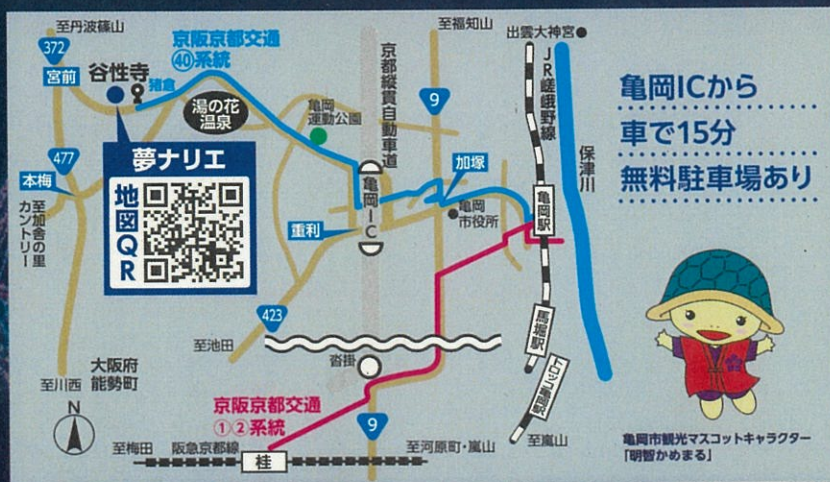 至丹波篠山
372
宮前
谷性寺
猪倉
京阪京都交通
㊵系統
湯の花
温泉
亀岡
運動公園
京都縦貫自動車道
至福知山
9
出雲大神宮
JR嵯峨野線
保津川
477
本梅
至加舎の里
カントリー
夢ナリエ
地図QR
亀岡IC
加塚
亀岡
市役所
亀岡駅
重利
423
至池田
馬堀駅
トロッコ亀岡駅
沓掛
大阪府
能勢町
至川西
N
京阪京都交通
①②系統
9
至嵐山
至梅田
阪急京都線
桂
至河原町・嵐山
亀岡ICから
車で15分
無料駐車場あり
亀岡市観光マスコットキャラクター
「明智かめまる」